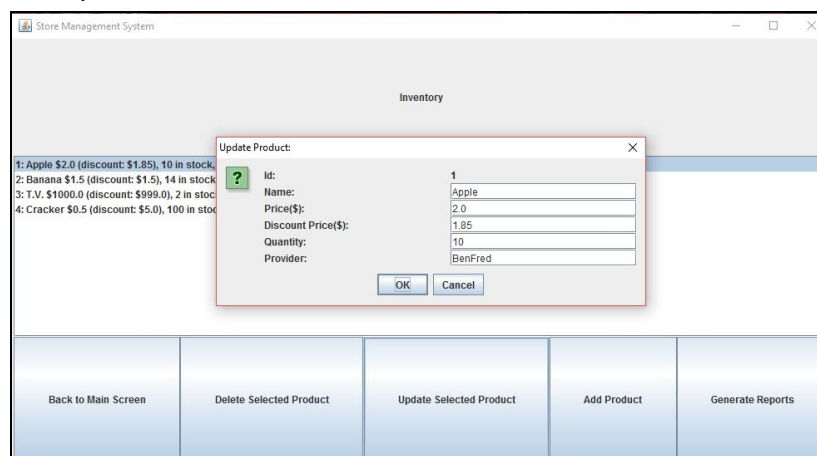 Store Management System
Inventory
Update Product:
1: Apple $2.0 (discount: $1.85), 10 in stock,
2: Banana $1.5 (discount: $1.5), 14 in stock
3: T.V. $1000.0 (discount: $999.0), 2 in stoc
4: Cracker $0.5 (discount: $5.0), 100 in stoc
?
Id: 1
Name: Apple
Price($): 2.0
Discount Price($): 1.85
Quantity: 10
Provider: BenFred
OK Cancel
Back to Main Screen Delete Selected Product Update Selected Product Add Product Generate Reports